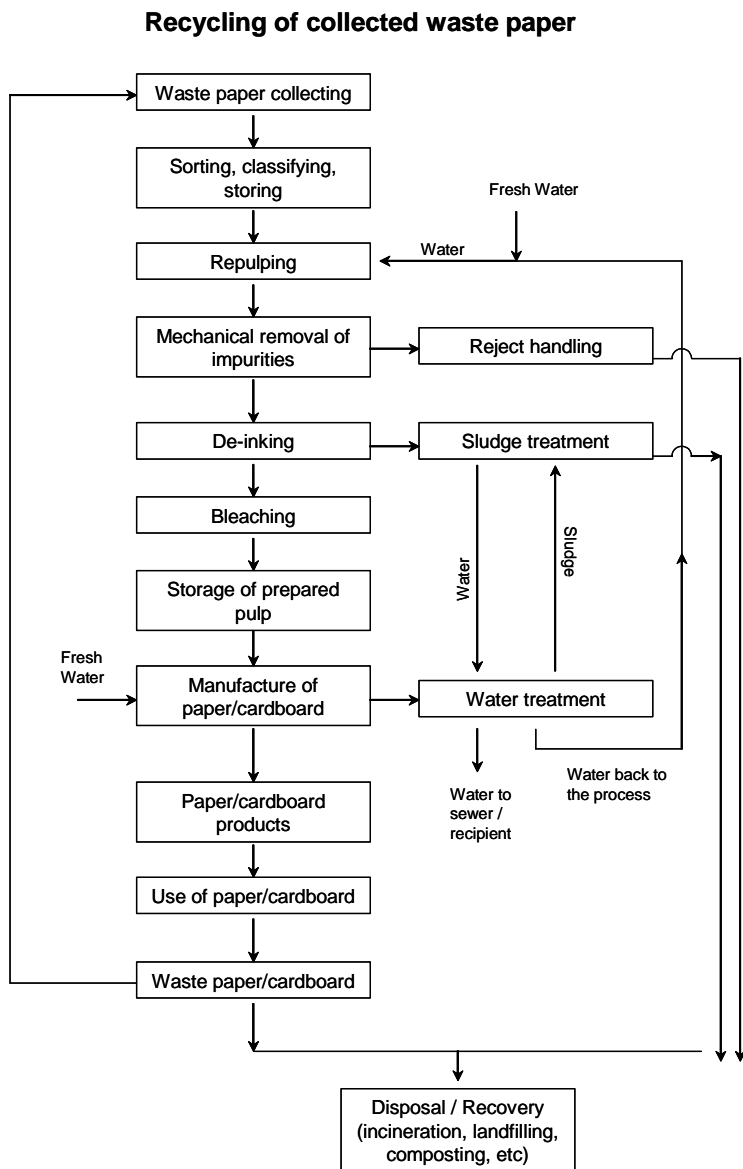 Recycling of collected waste paper
Waste paper collecting
Sorting, classifying,
storing
Fresh Water
Water
Repulping
Mechanical removal of
impurities
Reject handling
De-inking
Sludge treatment
Bleaching
Water
Sludge
Storage of prepared
pulp
Fresh
Water
Manufacture of
paper/cardboard
Water treatment
Water back to
the process
Water to
sewer /
recipient
Paper/cardboard
products
Use of paper/cardboard
Waste paper/cardboard
Disposal / Recovery
(incineration, landfilling,
composting, etc)